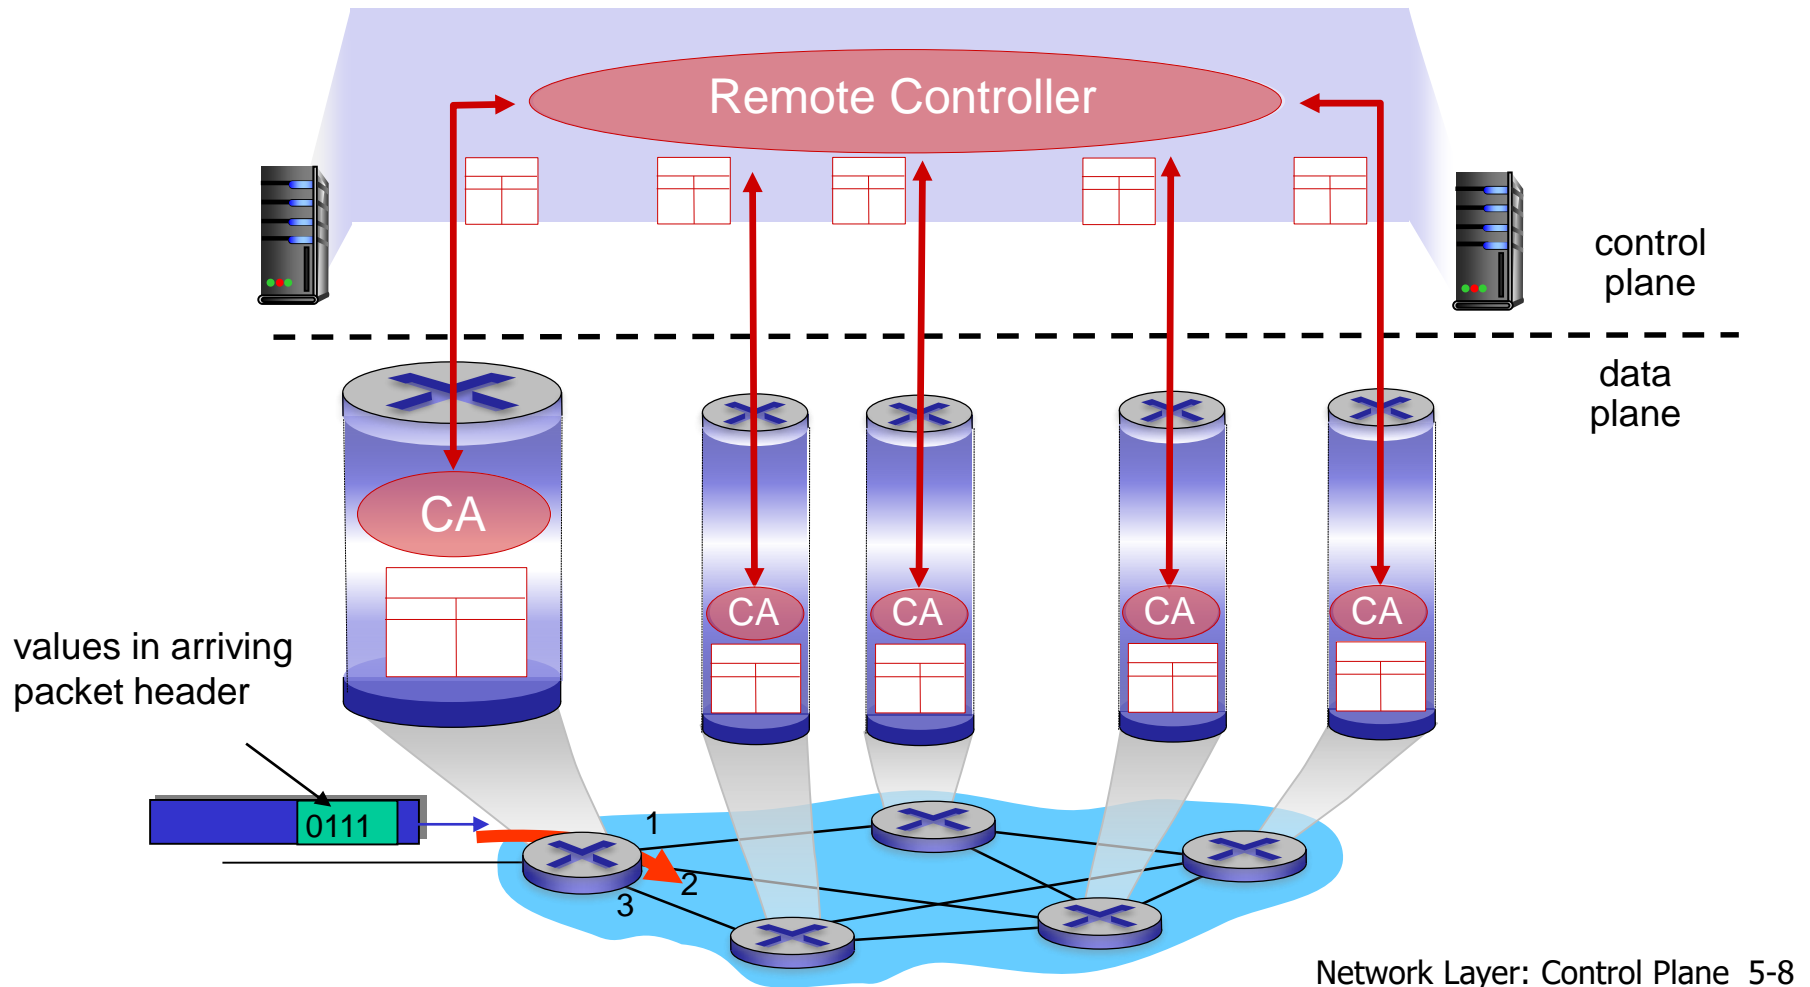 Remote Controller
control
plane
data
plane
CA
CA
CA
CA
CA
values in arriving
packet header
0111
1
2
3
Network Layer: Control Plane 5-8